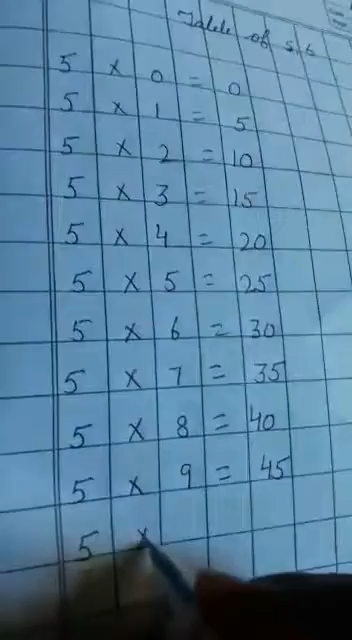 Table of 5
5 × 0 = 0
5 × 1 = 5
5 × 2 = 10
5 × 3 = 15
5 × 4 = 20
5 × 5 = 25
5 × 6 = 30
5 × 7 = 35
5 × 8 = 40
5 × 9 = 45
5 ×